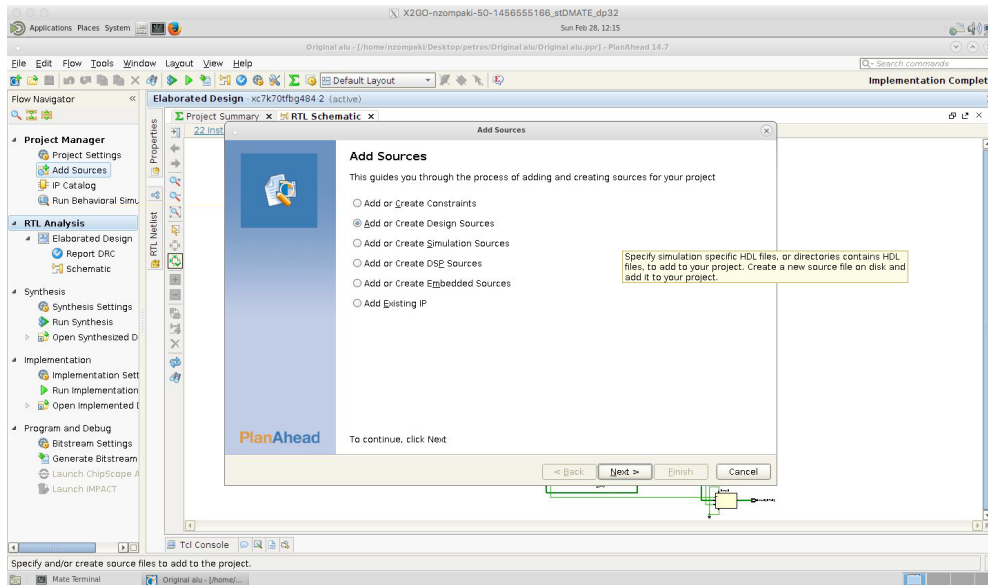 X2GO-nzompaki-50-1456555166_stDMATE_dp32
Applications Places System
Sun Feb 28, 12:15
Original alu - [/home/nzompaki/Desktop/petros/Original alu/Original alu.ppr] - PlanAhead 14.7
File Edit Flow Tools Window Layout View Help
Search commands
Default Layout
Implementation Complet
Flow Navigator
Elaborated Design - xc7k70tfbg484-2 (active)
Project Summary
RTL Schematic
Properties
RTL Netlist
22 Inst
Project Manager
Project Settings
Add Sources
IP Catalog
Run Behavioral Simu
RTL Analysis
Elaborated Design
Report DRC
Schematic
Synthesis
Synthesis Settings
Run Synthesis
Open Synthesized D
Implementation
Implementation Sett
Run Implementation
Open Implemented
Program and Debug
Bitstream Settings
Generate Bitstream
Launch ChipScope A
Launch iMPACT
Add Sources
Add Sources
This guides you through the process of adding and creating sources for your project
Add or Create Constraints
Add or Create Design Sources
Add or Create Simulation Sources
Add or Create DSP Sources
Add or Create Embedded Sources
Add Existing IP
Specify simulation specific HDL files, or directories contains HDL
files, to add to your project. Create a new source file on disk and
add it to your project.
PlanAhead
To continue, click Next
< Back
Next >
Finish
Cancel
Tcl Console
Specify and/or create source files to add to the project.
Mate Terminal
Original alu - [/home/...